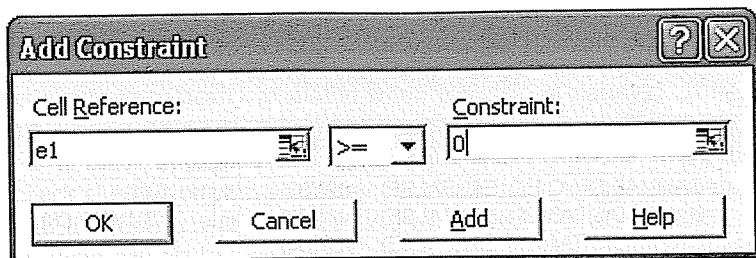 Add Constraint
Cell Reference: Constraint:
e1 >= 0
OK Cancel Add Help